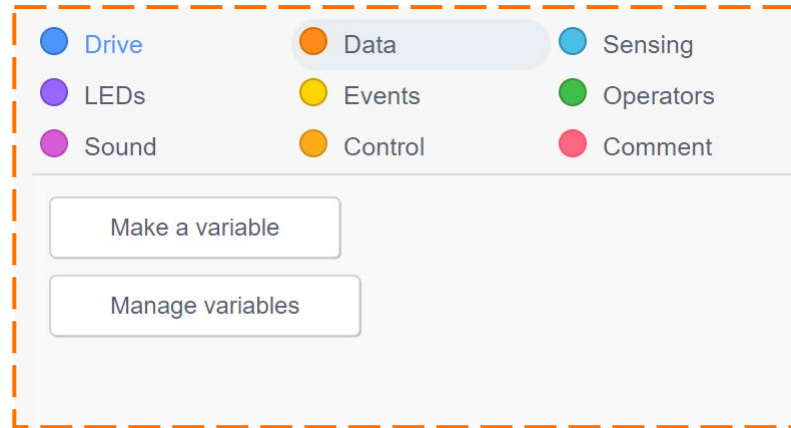 Drive Data Sensing
LEDs Events Operators
Sound Control Comment
Make a variable
Manage variables